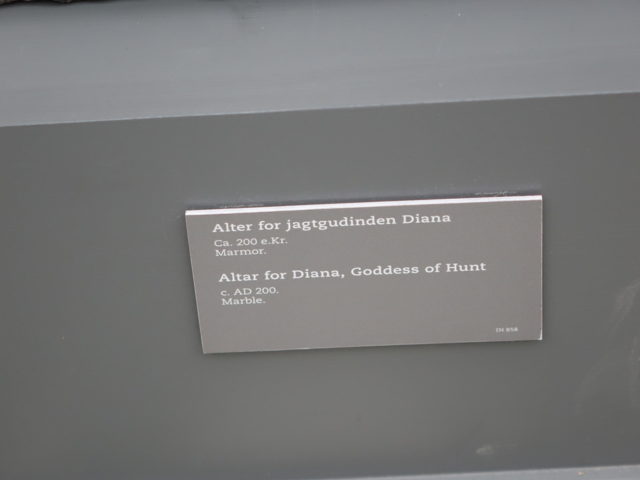 Alter for jagtgudinden Diana
Ca. 200 e.Kr.
Marmor.
Altar for Diana, Goddess of Hunt
c. AD 200.
Marble.